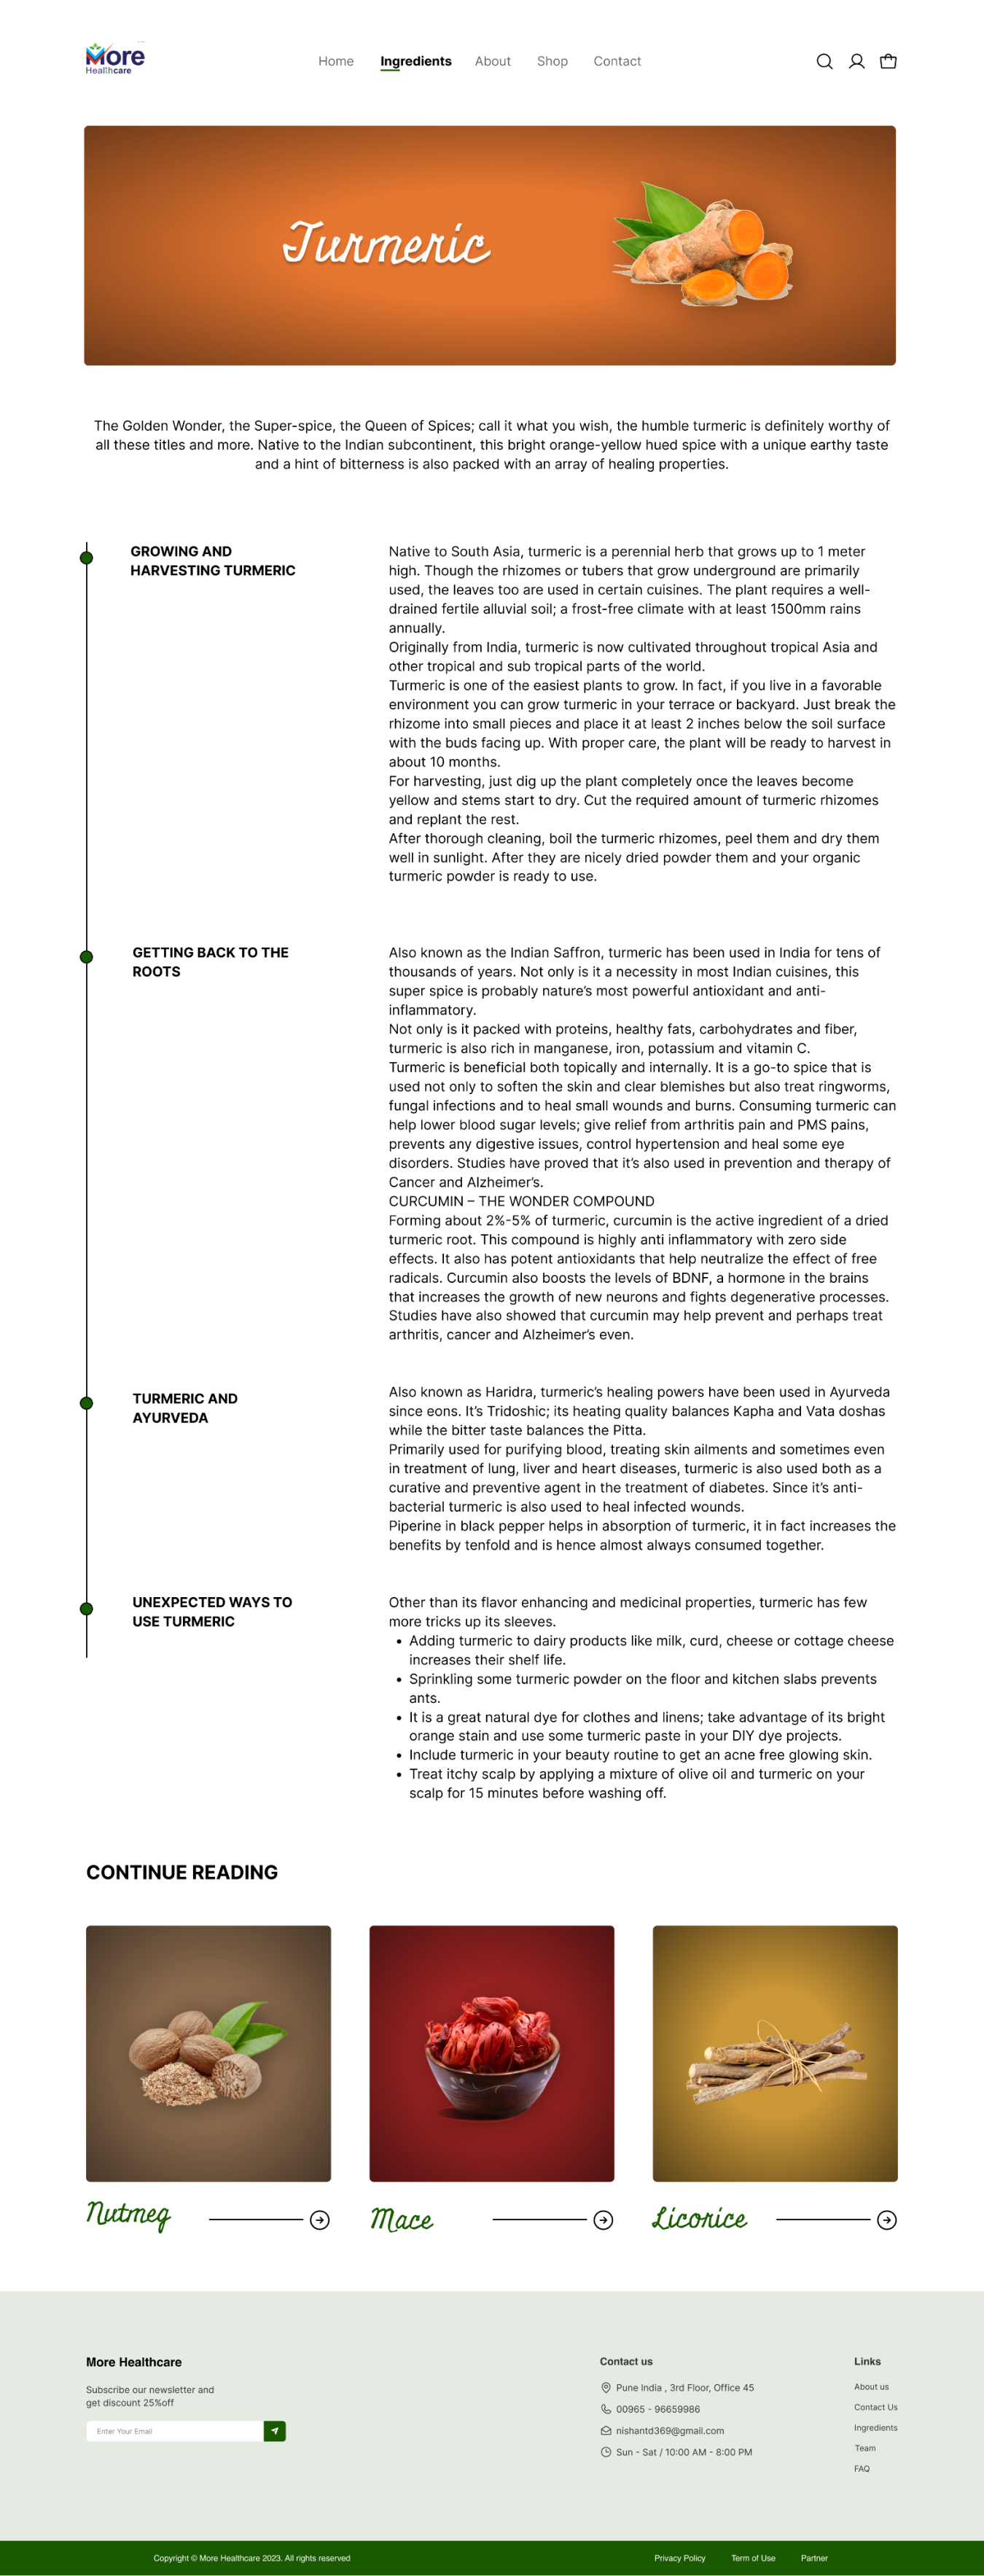 More
Healthcare
Home Ingredients About Shop Contact
Turmeric
The Golden Wonder, the Super-spice, the Queen of Spices; call it what you wish, the humble turmeric is definitely worthy of
all these titles and more. Native to the Indian subcontinent, this bright orange-yellow hued spice with a unique earthy taste
and a hint of bitterness is also packed with an array of healing properties.
GROWING AND
HARVESTING TURMERIC
Native to South Asia, turmeric is a perennial herb that grows up to 1 meter
high. Though the rhizomes or tubers that grow underground are primarily
used, the leaves too are used in certain cuisines. The plant requires a well-
drained fertile alluvial soil; a frost-free climate with at least 1500mm rains
annually.
Originally from India, turmeric is now cultivated throughout tropical Asia and
other tropical and sub tropical parts of the world.
Turmeric is one of the easiest plants to grow. In fact, if you live in a favorable
environment you can grow turmeric in your terrace or backyard. Just break the
rhizome into small pieces and place it at least 2 inches below the soil surface
with the buds facing up. With proper care, the plant will be ready to harvest in
about 10 months.
For harvesting, just dig up the plant completely once the leaves become
yellow and stems start to dry. Cut the required amount of turmeric rhizomes
and replant the rest.
After thorough cleaning, boil the turmeric rhizomes, peel them and dry them
well in sunlight. After they are nicely dried powder them and your organic
turmeric powder is ready to use.
GETTING BACK TO THE
ROOTS
Also known as the Indian Saffron, turmeric has been used in India for tens of
thousands of years. Not only is it a necessity in most Indian cuisines, this
super spice is probably nature's most powerful antioxidant and anti-
inflammatory.
Not only is it packed with proteins, healthy fats, carbohydrates and fiber,
turmeric is also rich in manganese, iron, potassium and vitamin C.
Turmeric is beneficial both topically and internally. It is a go-to spice that is
used not only to soften the skin and clear blemishes but also treat ringworms,
fungal infections and to heal small wounds and burns. Consuming turmeric can
help lower blood sugar levels; give relief from arthritis pain and PMS pains,
prevents any digestive issues, control hypertension and heal some eye
disorders. Studies have proved that it's also used in prevention and therapy of
Cancer and Alzheimer's.
CURCUMIN – THE WONDER COMPOUND
Forming about 2%-5% of turmeric, curcumin is the active ingredient of a dried
turmeric root. This compound is highly anti inflammatory with zero side
effects. It also has potent antioxidants that help neutralize the effect of free
radicals. Curcumin also boosts the levels of BDNF, a hormone in the brains
that increases the growth of new neurons and fights degenerative processes.
Studies have also showed that curcumin may help prevent and perhaps treat
arthritis, cancer and Alzheimer's even.
TURMERIC AND
AYURVEDA
Also known as Haridra, turmeric's healing powers have been used in Ayurveda
since eons. It's Tridoshic; its heating quality balances Kapha and Vata doshas
while the bitter taste balances the Pitta.
Primarily used for purifying blood, treating skin ailments and sometimes even
in treatment of lung, liver and heart diseases, turmeric is also used both as a
curative and preventive agent in the treatment of diabetes. Since it's anti-
bacterial turmeric is also used to heal infected wounds.
Piperine in black pepper helps in absorption of turmeric, it in fact increases the
benefits by tenfold and is hence almost always consumed together.
UNEXPECTED WAYS TO
USE TURMERIC
Other than its flavor enhancing and medicinal properties, turmeric has few
more tricks up its sleeves.
• Adding turmeric to dairy products like milk, curd, cheese or cottage cheese
increases their shelf life.
• Sprinkling some turmeric powder on the floor and kitchen slabs prevents
ants.
• It is a great natural dye for clothes and linens; take advantage of its bright
orange stain and use some turmeric paste in your DIY dye projects.
• Include turmeric in your beauty routine to get an acne free glowing skin.
• Treat itchy scalp by applying a mixture of olive oil and turmeric on your
scalp for 15 minutes before washing off.
CONTINUE READING
Nutmeg
Mace
Licorice
More Healthcare
Subscribe our newsletter and
get discount 25%off
Enter Your Email
Contact us
Pune India , 3rd Floor, Office 45
00965 - 96659986
nishantd369@gmail.com
Sun - Sat / 10:00 AM - 8:00 PM
Links
About us
Contact Us
Ingredients
Team
FAQ
Copyright © More Healthcare 2023. All rights reserved
Privacy Policy Term of Use Partner